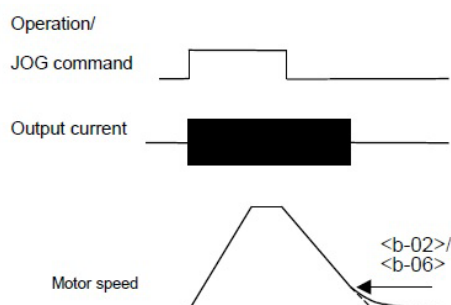 Operation/
JOG command
Output current
<b-02>/
<b-06>
Motor speed